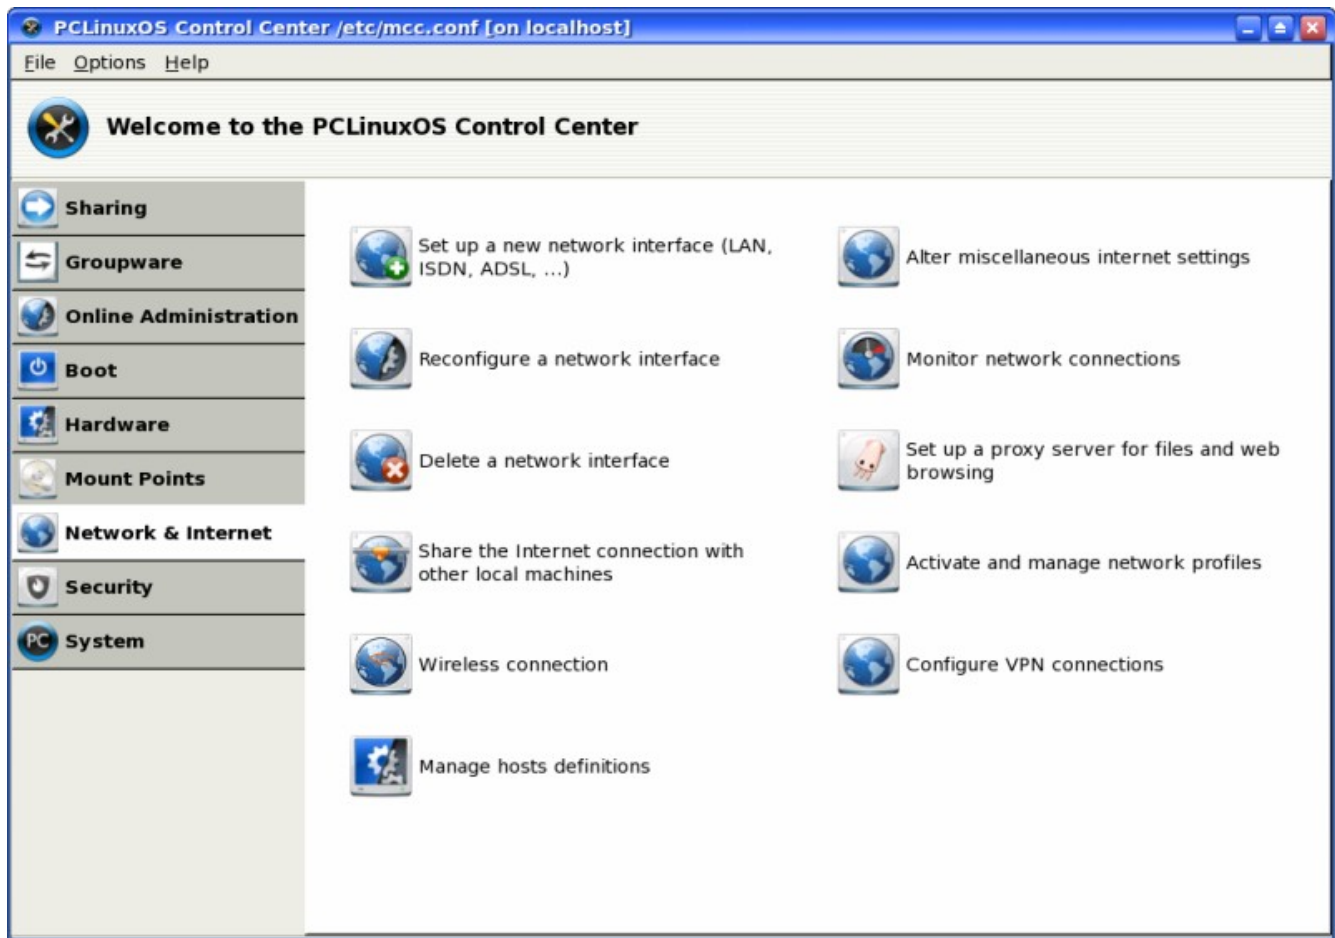 PCLinuxOS Control Center /etc/mcc.conf [on localhost]
File Options Help
Welcome to the PCLinuxOS Control Center
Sharing
Groupware
Online Administration
Boot
Hardware
Mount Points
Network & Internet
Security
PC System
Set up a new network interface (LAN,
ISDN, ADSL, ...)
Alter miscellaneous internet settings
Reconfigure a network interface
Monitor network connections
Delete a network interface
Set up a proxy server for files and web
browsing
Share the Internet connection with
other local machines
Activate and manage network profiles
Wireless connection
Configure VPN connections
Manage hosts definitions